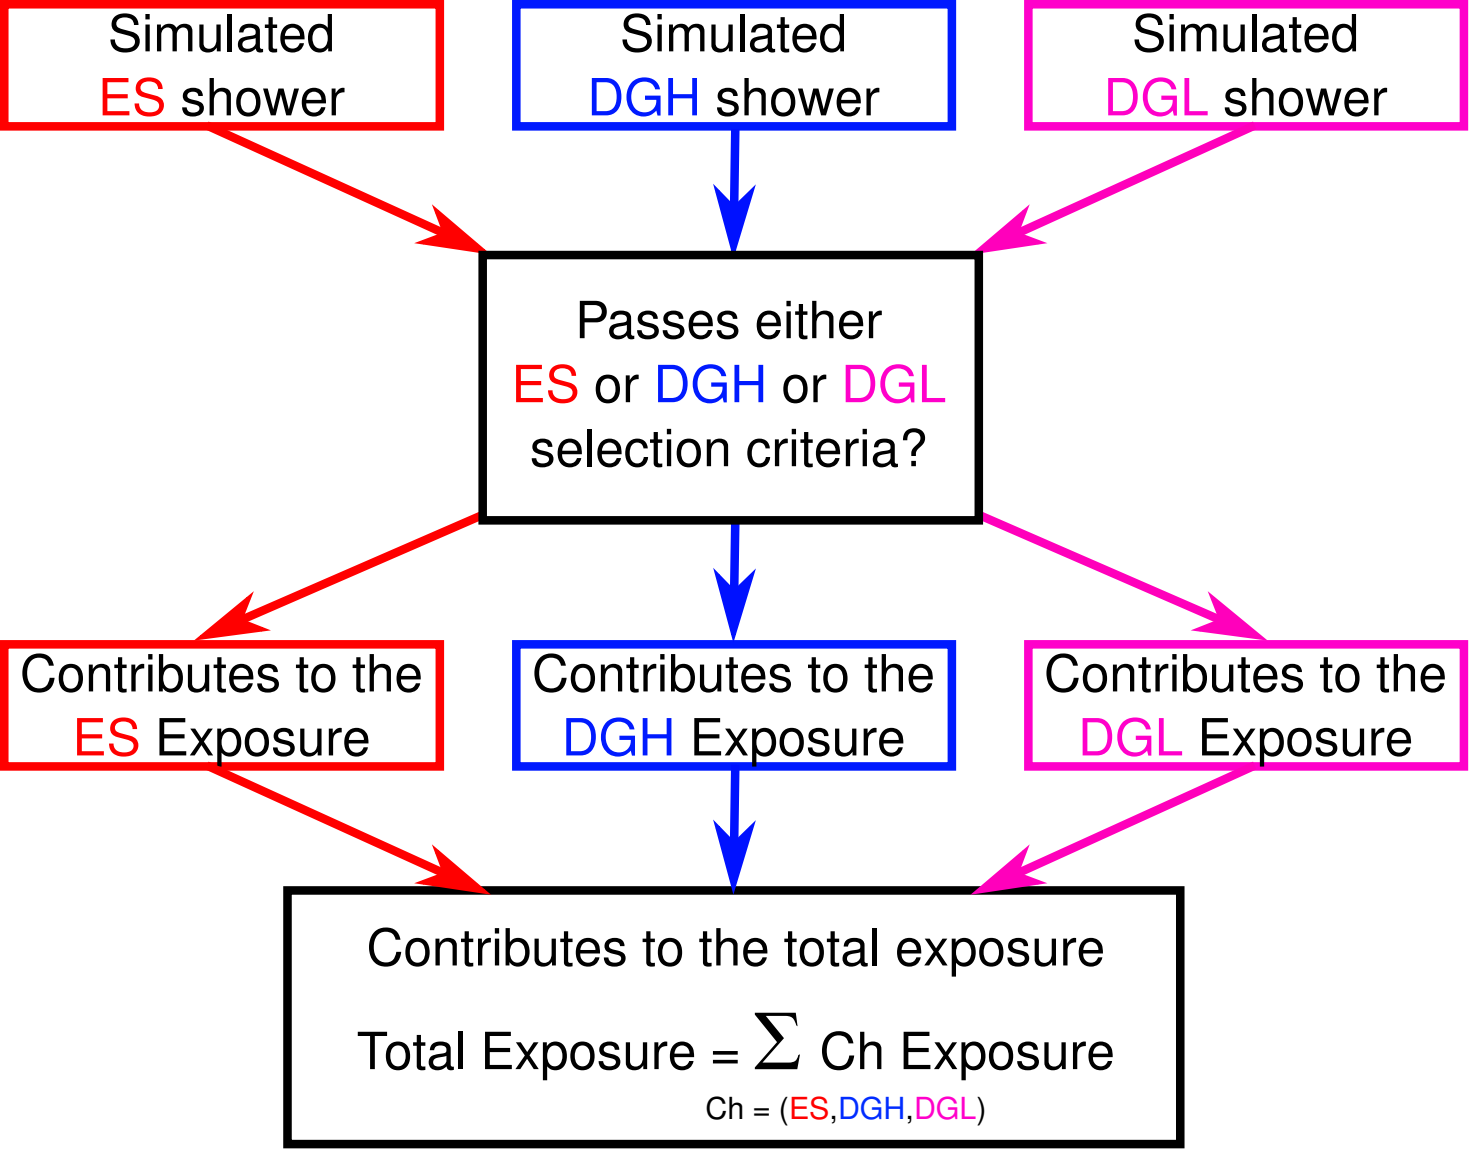 Simulated
ES shower
Simulated
DGH shower
Simulated
DGL shower
Passes either
ES or DGH or DGL
selection criteria?
Contributes to the
ES Exposure
Contributes to the
DGH Exposure
Contributes to the
DGL Exposure
Contributes to the total exposure
Total Exposure = Σ Ch Exposure
Ch = (ES,DGH,DGL)